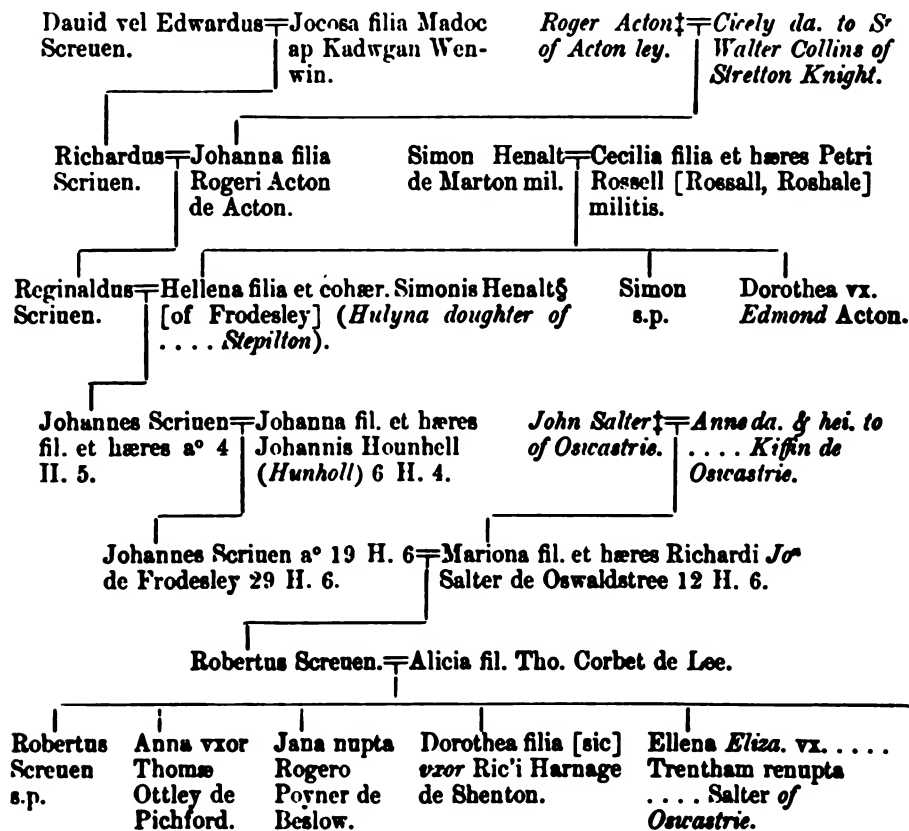 Dauid vel Edwardus╤Jocosa filia Madoc
Screuen. ap Kadwgan Wen-
win.
Roger Acton‡╤Cicely da. to Sr
of Acton ley. Walter Collins of
Stretton Knight.
Richardus╤Johanna filia
Scriuen. Rogeri Acton
de Acton.
Simon Henalt╤Cecilia filia et hæres Petri
de Marton mil. Rossell [Rossall, Roshale]
militis.
Reginaldus╤Hellena filia et cohær. Simonis Henalt§
Scriuen. [of Frodesley] (Hulyna doughter of
. . . . Stepilton).
Simon
s.p.
Dorothea vx.
Edmond Acton.
Johannes Scriuen╤Johanna fil. et hæres
fil. et hæres aº 4 Johannis Hounhell
H. 5. (Hunholl) 6 H. 4.
John Salter‡╤Anne da. & hei. to
of Oswastrie. . . . . Kiffin de
Oswastrie.
Johannes Scriuen aº 19 H. 6╤Mariona fil. et hæres Richardi Joes
de Frodesley 29 H. 6. Salter de Oswaldstree 12 H. 6.
Robertus Screuen.╤Alicia fil. Tho. Corbet de Lee.
Robertus
Screuen
s.p.
Anna vxor
Thomæ
Ottley de
Pichford.
Jana nupta
Rogero
Poyner de
Beslow.
Dorothea filia [sic]
vxor Ric'i Harnage
de Shenton.
Ellena Eliza. vx. . . . .
Trentham renupta
. . . . Salter of
Oswastrie.